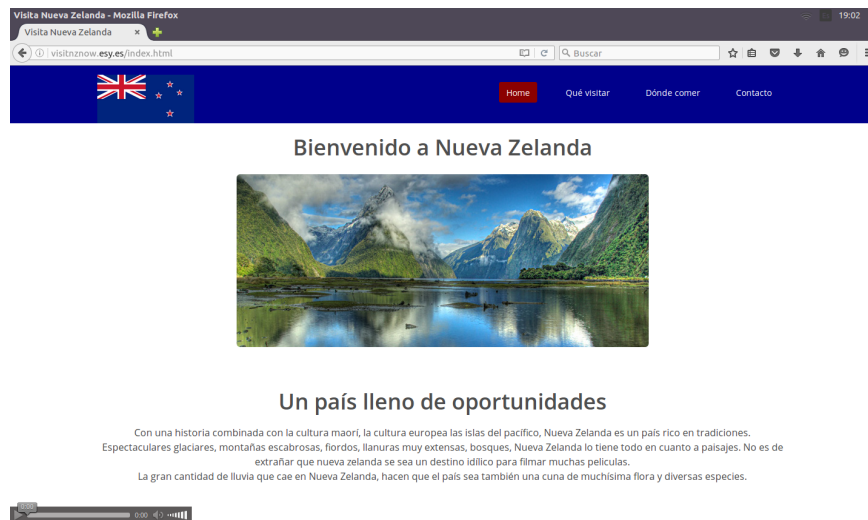 Visita Nueva Zelanda - Mozilla Firefox
19:02
Visita Nueva Zelanda
visitnznow.esy.es/index.html
Buscar
Home
Qué visitar
Dónde comer
Contacto
Bienvenido a Nueva Zelanda
Un país lleno de oportunidades
Con una historia combinada con la cultura maorí, la cultura europea las islas del pacífico, Nueva Zelanda es un país rico en tradiciones.
Espectaculares glaciares, montañas escabrosas, fiordos, llanuras muy extensas, bosques, Nueva Zelanda lo tiene todo en cuanto a paisajes. No es de
extrañar que nueva zelanda se sea un destino idílico para filmar muchas peliculas.
La gran cantidad de lluvia que cae en Nueva Zelanda, hacen que el país sea también una cuna de muchísima flora y diversas especies.
0:00
0:00